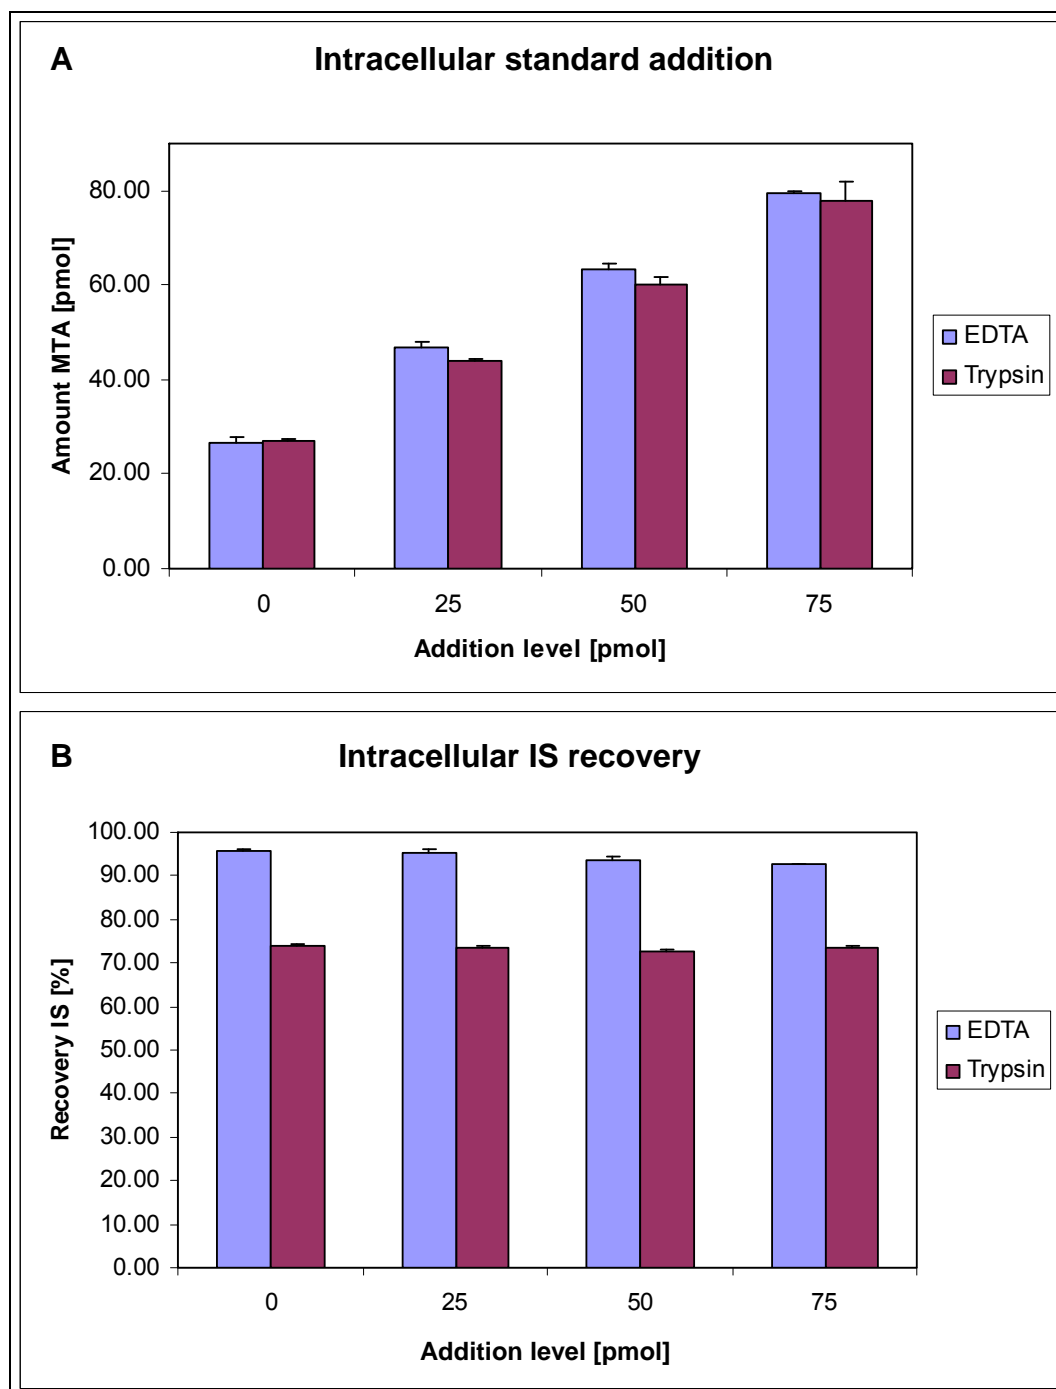 A
Intracellular standard addition
Amount MTA [pmol]
80.00
60.00
40.00
20.00
0.00
0 25 50 75
Addition level [pmol]
EDTA
Trypsin
B
Intracellular IS recovery
Recovery IS [%]
100.00
90.00
80.00
70.00
60.00
50.00
40.00
30.00
20.00
10.00
0.00
0 25 50 75
Addition level [pmol]
EDTA
Trypsin